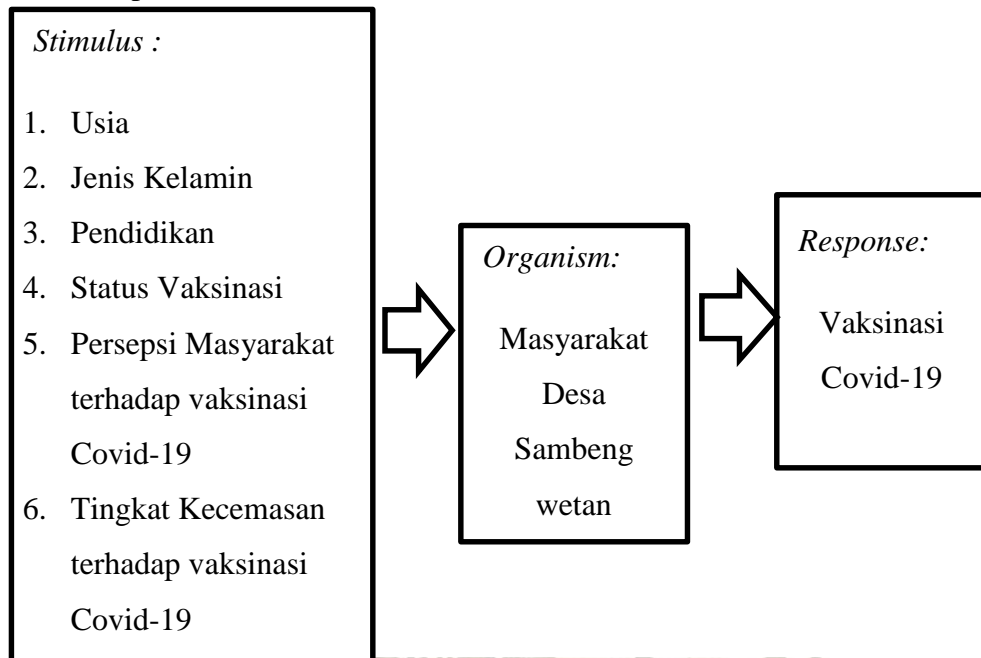 Stimulus :
1. Usia
2. Jenis Kelamin
3. Pendidikan
4. Status Vaksinasi
5. Persepsi Masyarakat
terhadap vaksinasi
Covid-19
6. Tingkat Kecemasan
terhadap vaksinasi
Covid-19
Organism:
Masyarakat
Desa
Sambeng
wetan
Response:
Vaksinasi
Covid-19